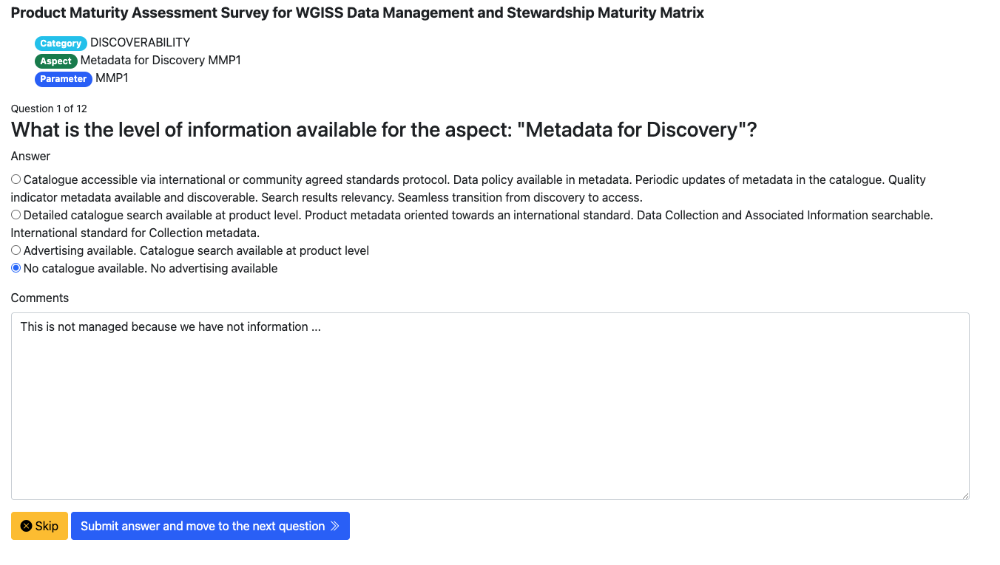 Product Maturity Assessment Survey for WGISS Data Management and Stewardship Maturity Matrix
Category DISCOVERABILITY
Aspect Metadata for Discovery MMP1
Parameter MMP1
Question 1 of 12
What is the level of information available for the aspect: "Metadata for Discovery"?
Answer
Catalogue accessible via international or community agreed standards protocol. Data policy available in metadata. Periodic updates of metadata in the catalogue. Quality
indicator metadata available and discoverable. Search results relevancy. Seamless transition from discovery to access.
Detailed catalogue search available at product level. Product metadata oriented towards an international standard. Data Collection and Associated Information searchable.
International standard for Collection metadata.
Advertising available. Catalogue search available at product level
No catalogue available. No advertising available
Comments
This is not managed because we have not information ...
Skip Submit answer and move to the next question